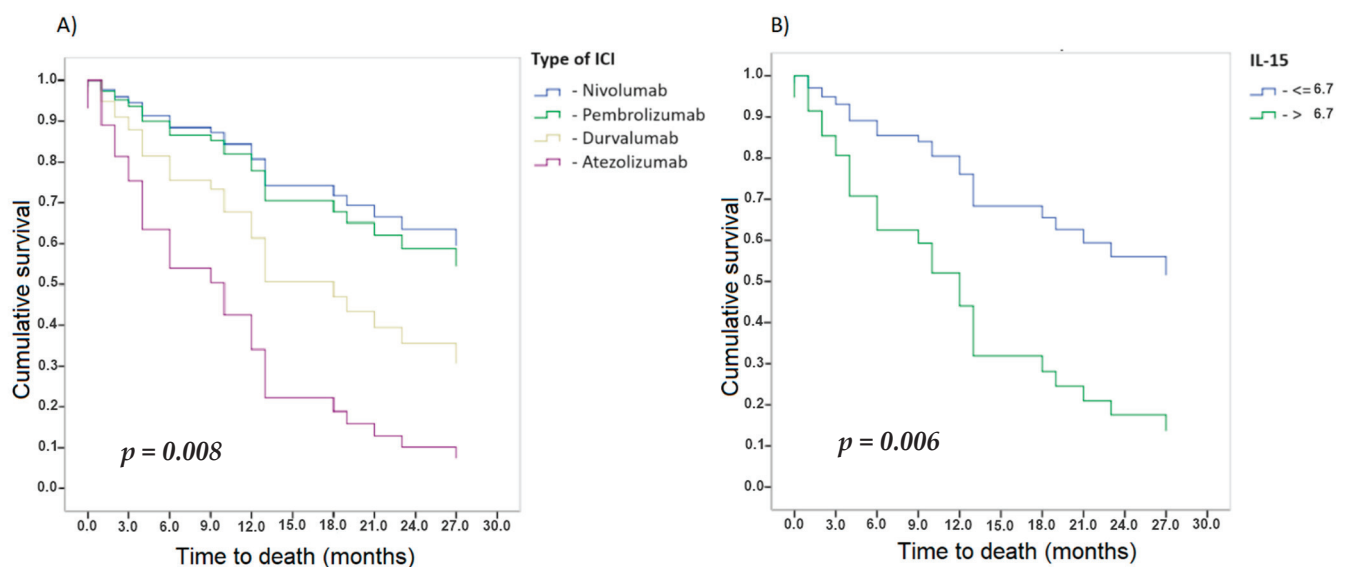 A)
Type of ICI
- Nivolumab
- Pembrolizumab
- Durvalumab
- Atezolizumab
Cumulative survival
1.0
0.9
0.8
0.7
0.6
0.5
0.4
0.3
0.2
0.1
0.0
p = 0.008
0.0 3.0 6.0 9.0 12.0 15.0 18.0 21.0 24.0 27.0 30.0
Time to death (months)
B)
IL-15
- <= 6.7
- > 6.7
Cumulative survival
1.0
0.9
0.8
0.7
0.6
0.5
0.4
0.3
0.2
0.1
0.0
p = 0.006
0.0 3.0 6.0 9.0 12.0 15.0 18.0 21.0 24.0 27.0 30.0
Time to death (months)